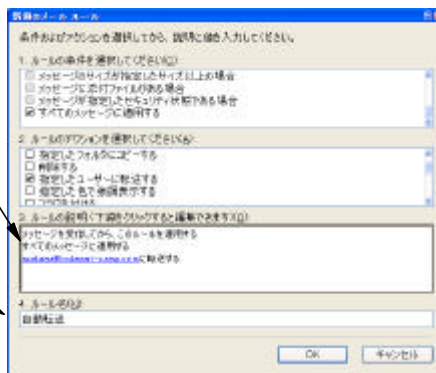 新規のメール ルール
条件およびアクションを選択してから、説明に値を入力してください。
1. ルールの条件を選択してください(C)
メッセージのサイズが指定したサイズ以上の場合
メッセージに添付ファイルがある場合
メッセージが指定したセキュリティ状態である場合
すべてのメッセージに適用する
2. ルールのアクションを選択してください(A)
指定したフォルダにコピーする
削除する
指定したユーザーに転送する
指定した色で強調表示する
フラグを付ける
3. ルールの説明 (下線をクリックすると編集できます)(D)
メッセージを受信してから、このルールを適用する
すべてのメッセージに適用する
に転送する
4. ルール名(N)
自動転送
OK
キャンセル